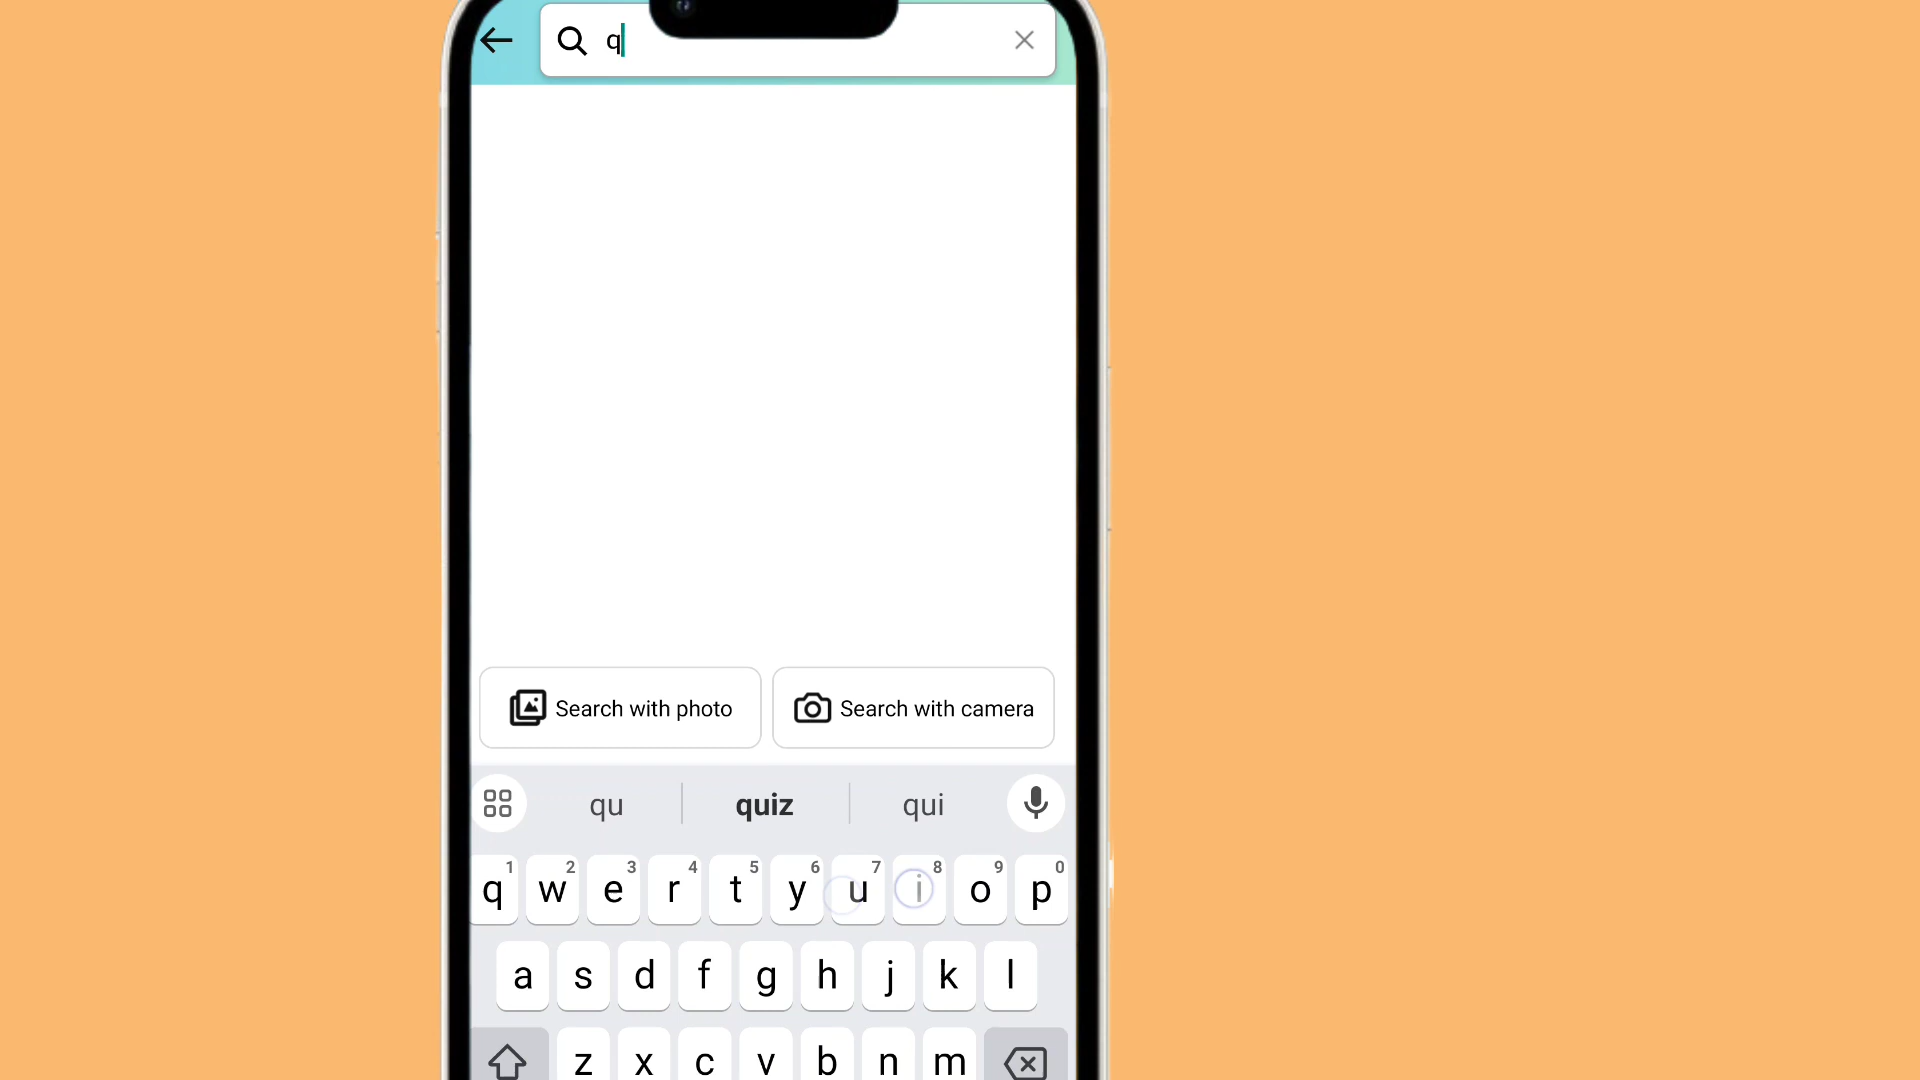 q
Search with photo Search with camera
qu quiz qui
1 2 3 4 5 6 7 8 9 0
q w e r t y u i o p
a s d f g h j k l
z x c v b n m